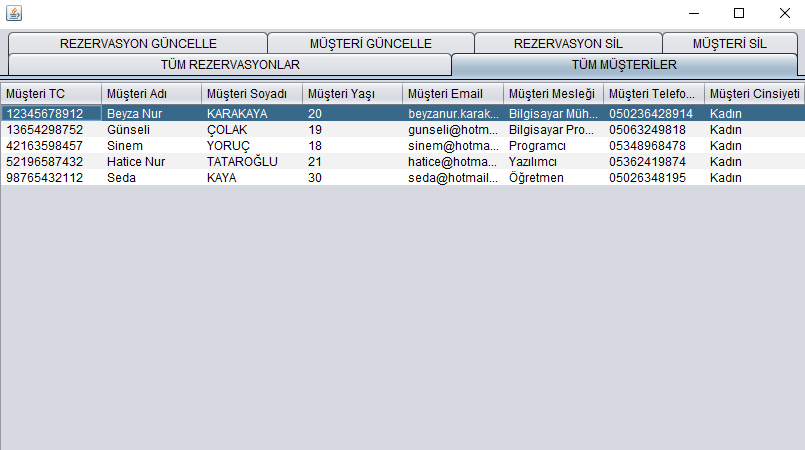 REZERVASYON GÜNCELLE MÜŞTERİ GÜNCELLE REZERVASYON SİL MÜŞTERİ SİL
TÜM REZERVASYONLAR TÜM MÜŞTERİLER
Müşteri TC Müşteri Adı Müşteri Soyadı Müşteri Yaşı Müşteri Email Müşteri Mesleği Müşteri Telefo... Müşteri Cinsiyeti
12345678912 Beyza Nur KARAKAYA 20 beyzanur.karak... Bilgisayar Müh... 050236428914 Kadın
13654298752 Günseli ÇOLAK 19 gunseli@hotm... Bilgisayar Pro... 05063249818 Kadın
42163598457 Sinem YORUÇ 18 sinem@hotma... Programcı 05348968478 Kadın
52196587432 Hatice Nur TATAROĞLU 21 hatice@hotma... Yazılımcı 05362419874 Kadın
98765432112 Seda KAYA 30 seda@hotmail... Öğretmen 05026348195 Kadın